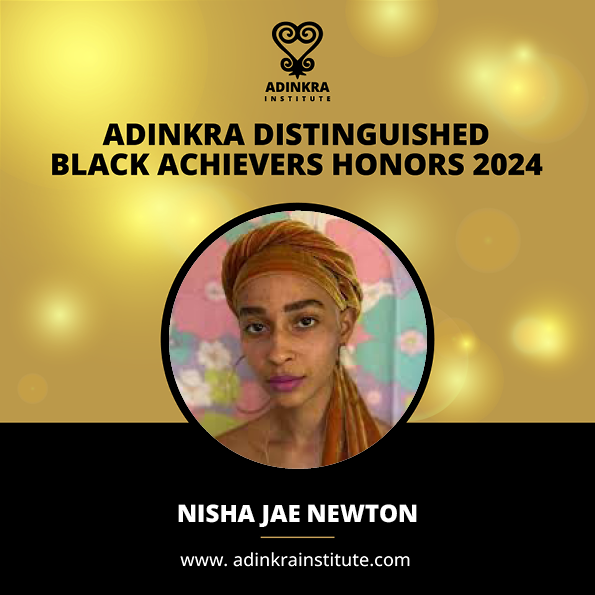 ADINKRA
INSTITUTE
ADINKRA DISTINGUISHED
BLACK ACHIEVERS HONORS 2024
NISHA JAE NEWTON
www. adinkrainstitute.com